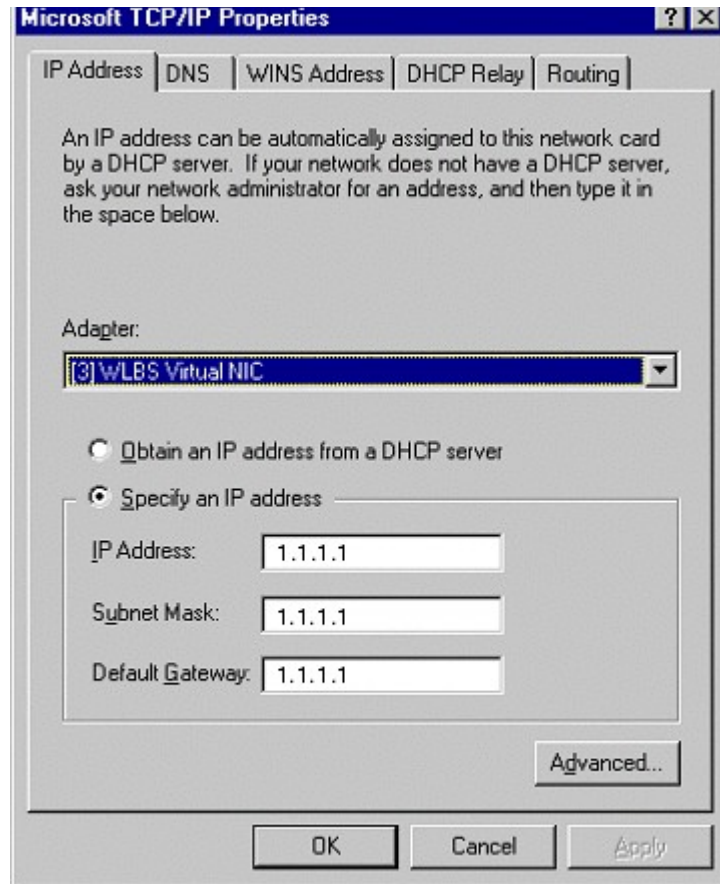 Microsoft TCP/IP Properties
IP Address DNS WINS Address DHCP Relay Routing
An IP address can be automatically assigned to this network card
by a DHCP server. If your network does not have a DHCP server,
ask your network administrator for an address, and then type it in
the space below.
Adapter:
[3] WLBS Virtual NIC
Obtain an IP address from a DHCP server
Specify an IP address
IP Address: 1.1.1.1
Subnet Mask: 1.1.1.1
Default Gateway: 1.1.1.1
Advanced...
OK Cancel Apply